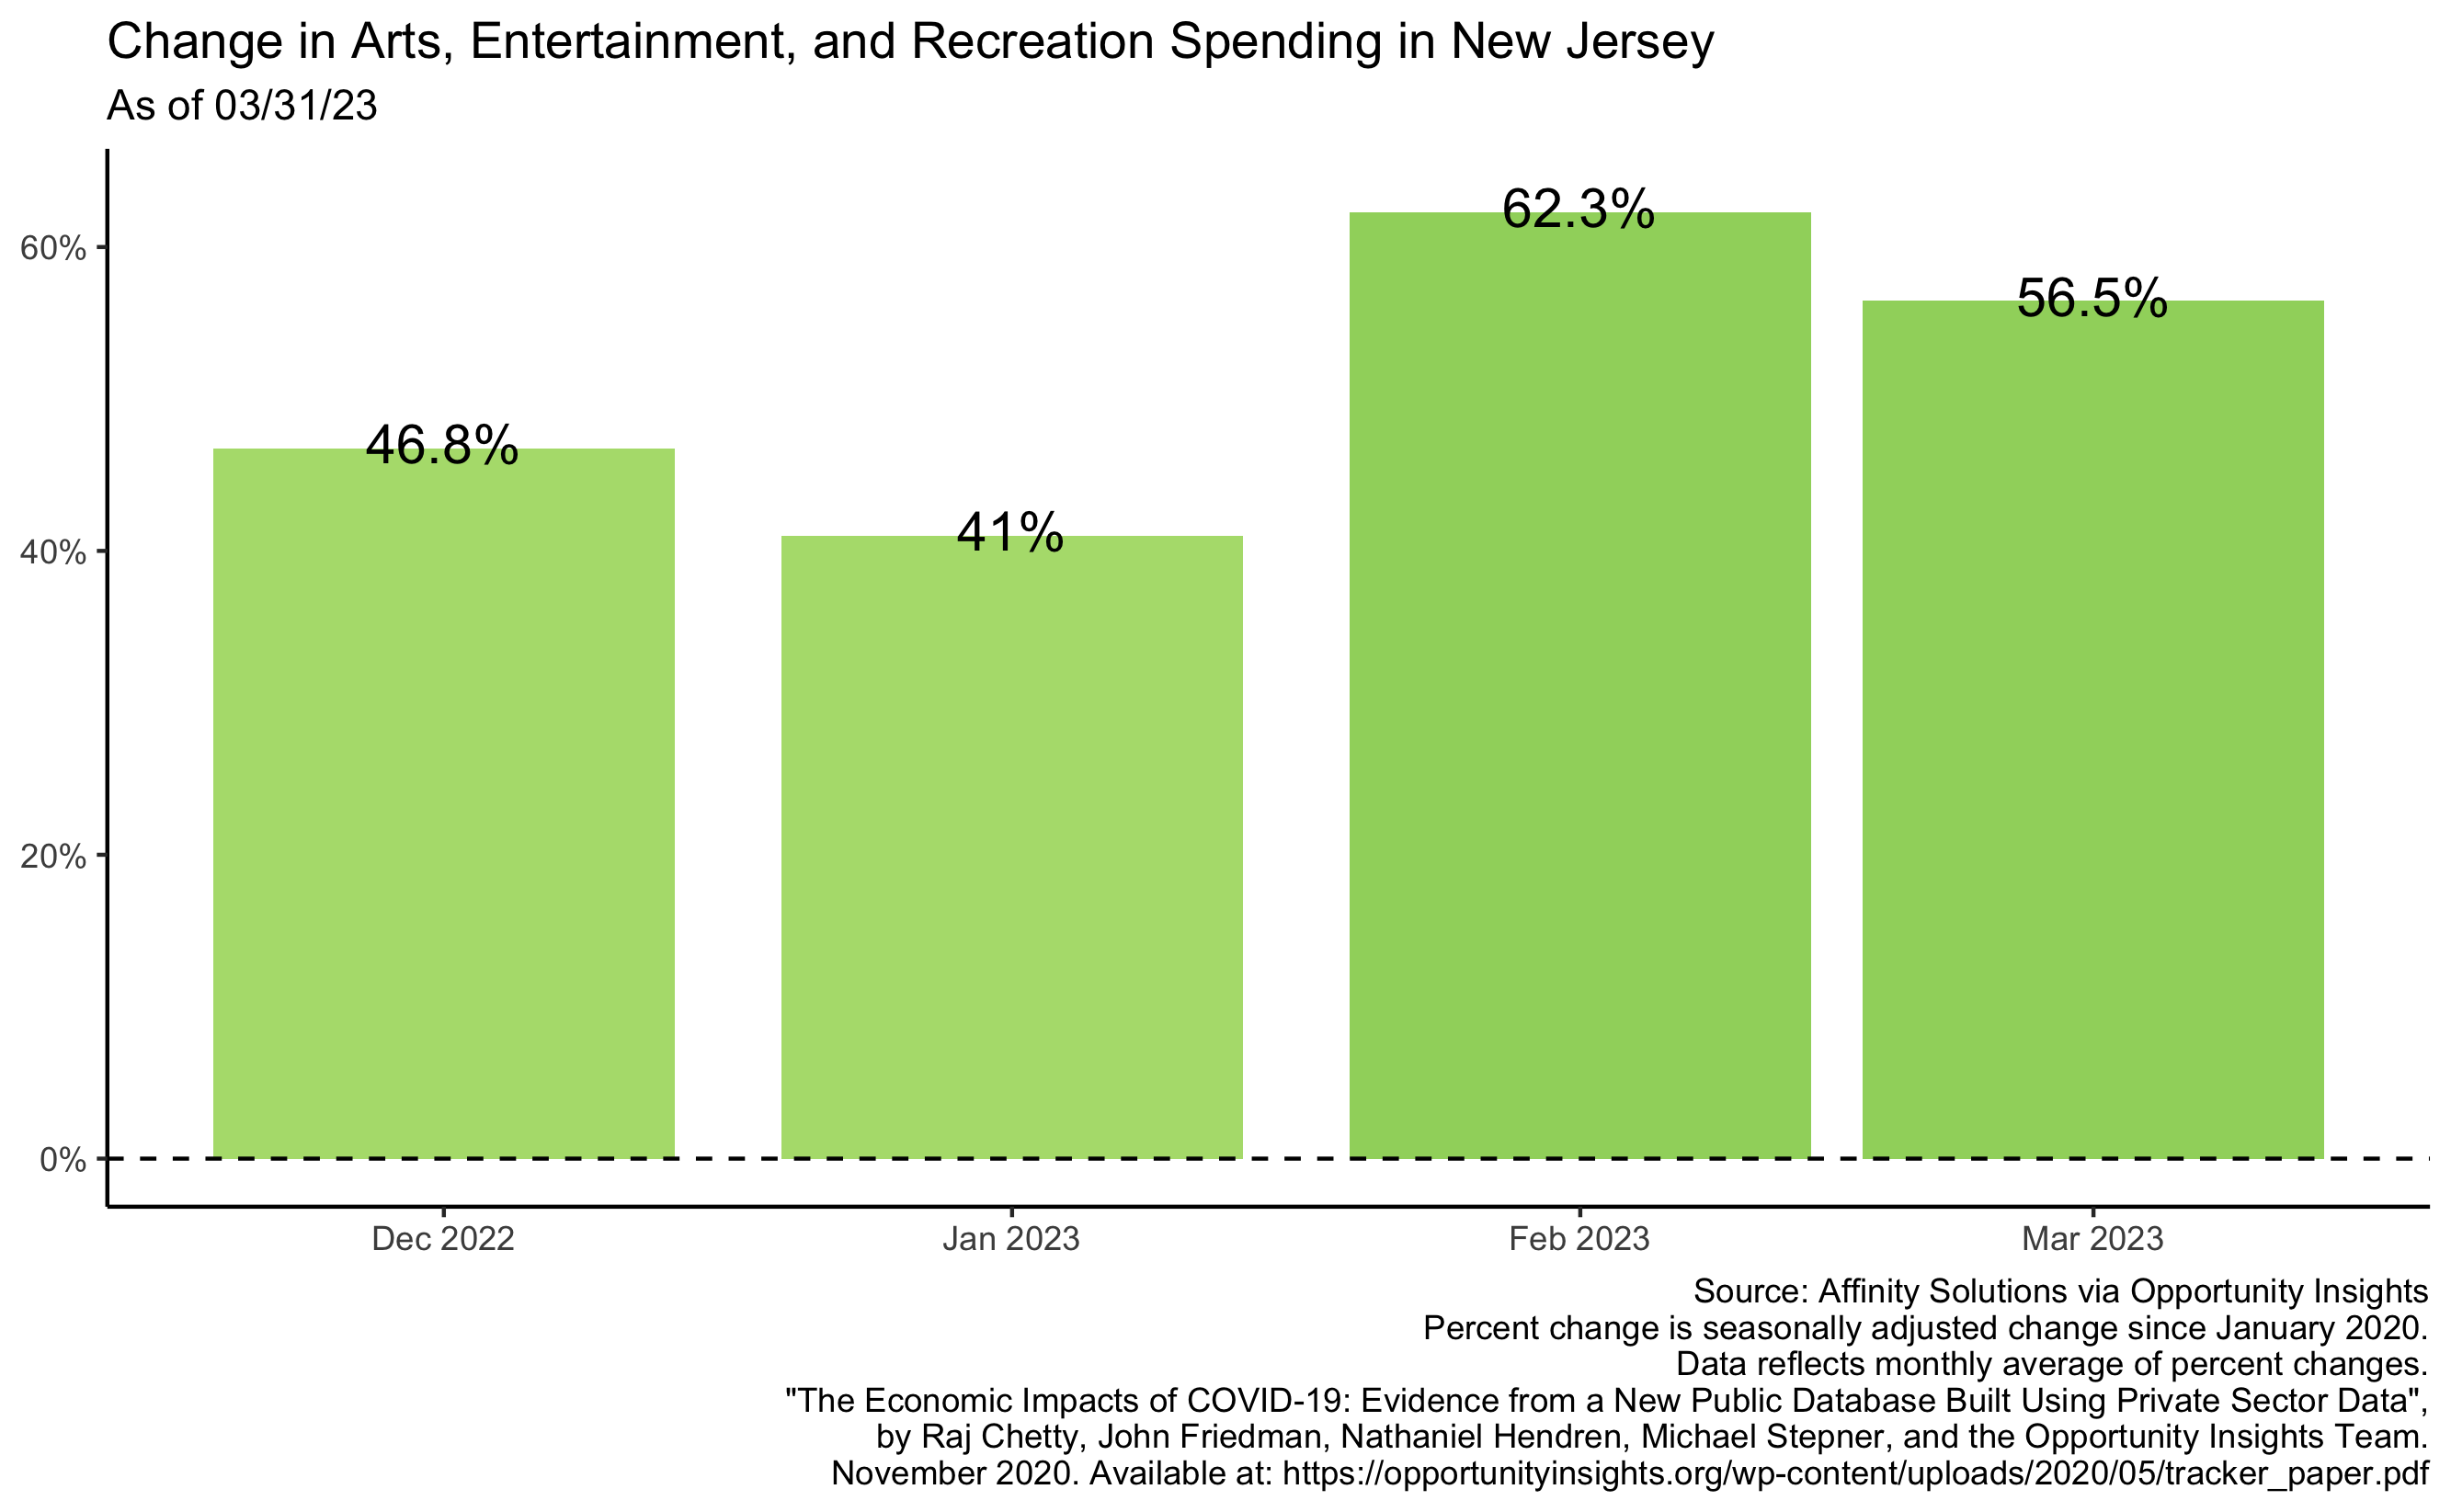 Change in Arts, Entertainment, and Recreation Spending in New Jersey
As of 03/31/23
60%
40%
20%
0%
46.8%
41%
62.3%
56.5%
Dec 2022
Jan 2023
Feb 2023
Mar 2023
Source: Affinity Solutions via Opportunity Insights
Percent change is seasonally adjusted change since January 2020.
Data reflects monthly average of percent changes.
"The Economic Impacts of COVID-19: Evidence from a New Public Database Built Using Private Sector Data",
by Raj Chetty, John Friedman, Nathaniel Hendren, Michael Stepner, and the Opportunity Insights Team.
November 2020. Available at: https://opportunityinsights.org/wp-content/uploads/2020/05/tracker_paper.pdf